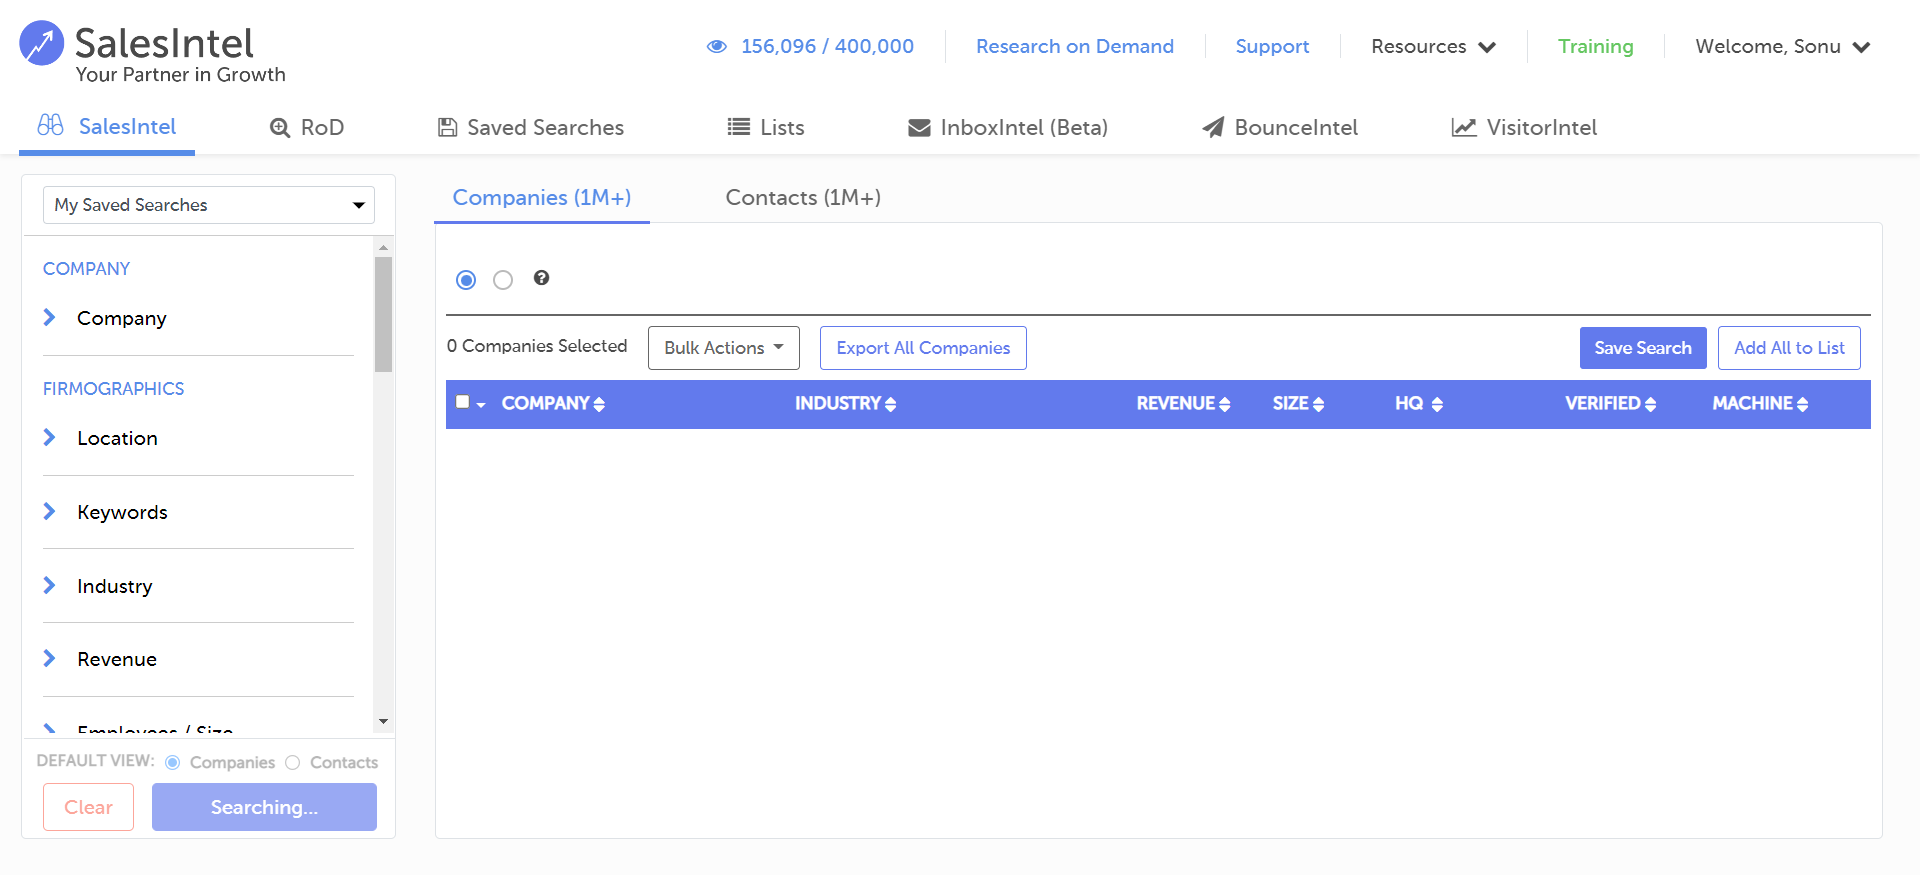 SalesIntel
Your Partner in Growth
156,096 / 400,000
Research on Demand
Support
Resources
Training
Welcome, Sonu
SalesIntel
RoD
Saved Searches
Lists
InboxIntel (Beta)
BounceIntel
VisitorIntel
My Saved Searches
COMPANY
Company
FIRMOGRAPHICS
Location
Keywords
Industry
Revenue
Employees / Size
DEFAULT VIEW: Companies Contacts
Clear
Searching...
Companies (1M+)
Contacts (1M+)
?
0 Companies Selected
Bulk Actions
Export All Companies
Save Search
Add All to List
COMPANY INDUSTRY REVENUE SIZE HQ VERIFIED MACHINE